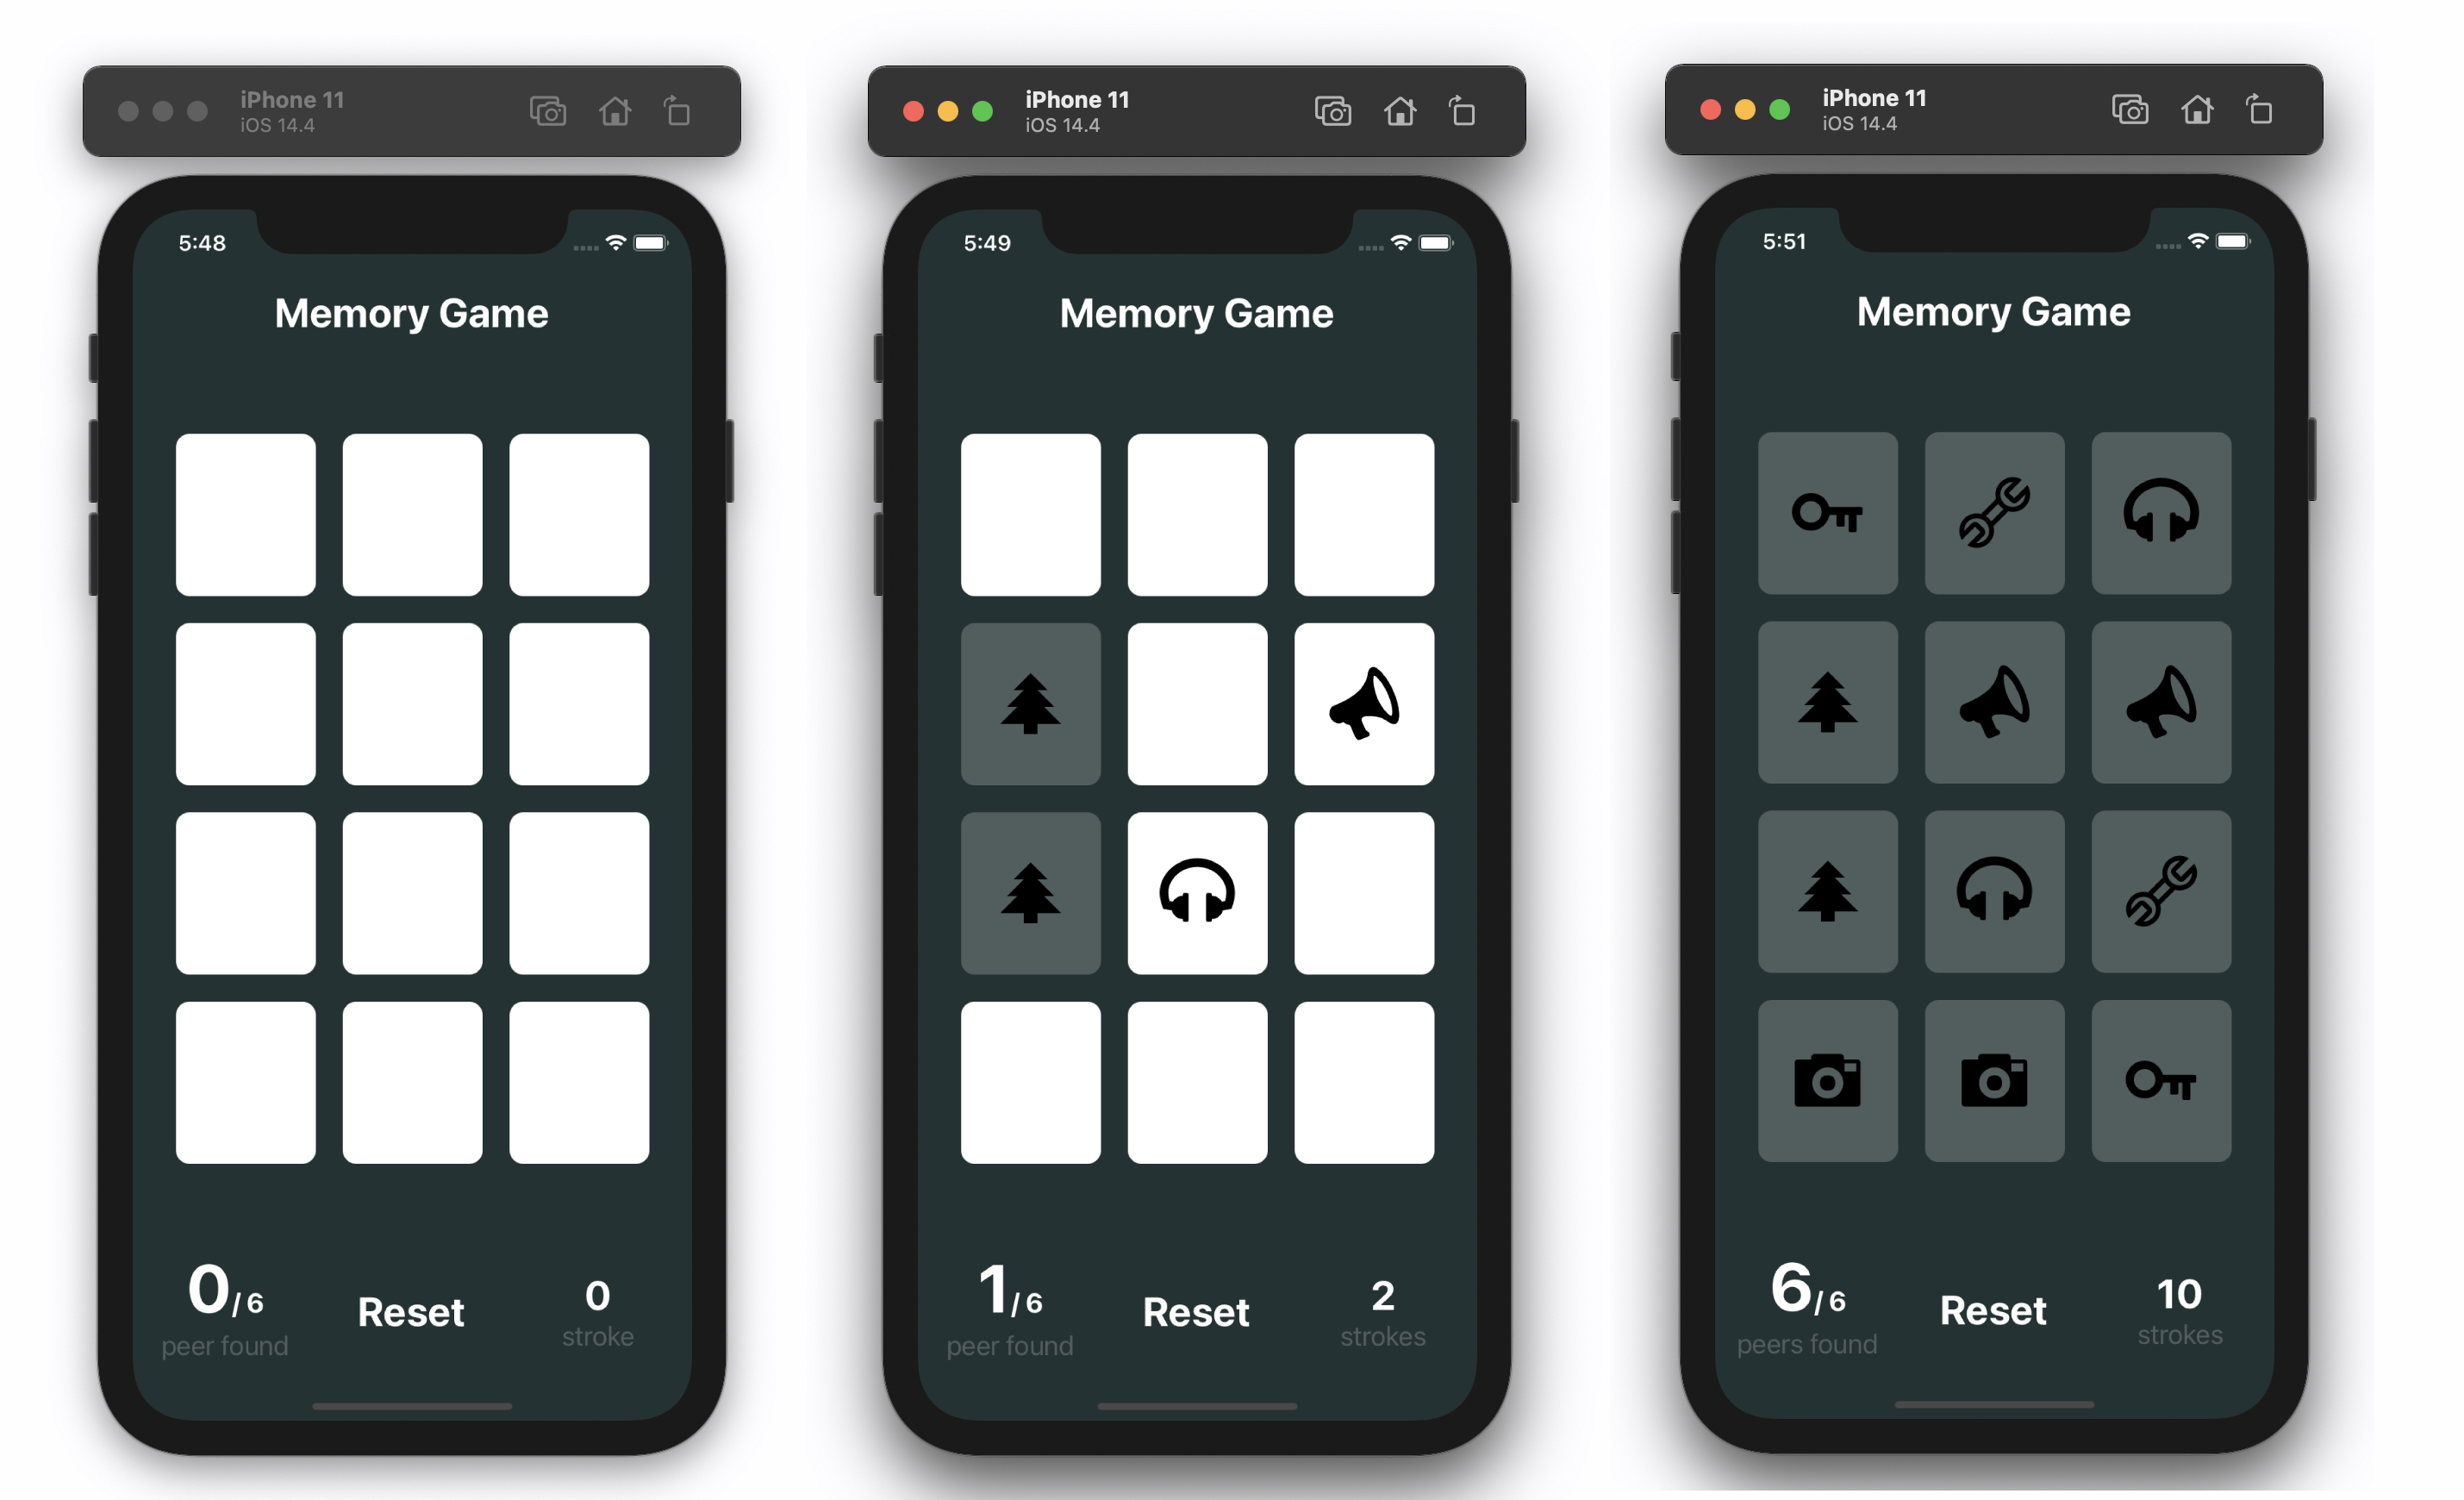 iPhone 11
iOS 14.4
5:48
Memory Game
0/ 6
peer found
Reset
0
stroke
iPhone 11
iOS 14.4
5:49
Memory Game
1/ 6
peer found
Reset
2
strokes
iPhone 11
iOS 14.4
5:51
Memory Game
6/ 6
peers found
Reset
10
strokes